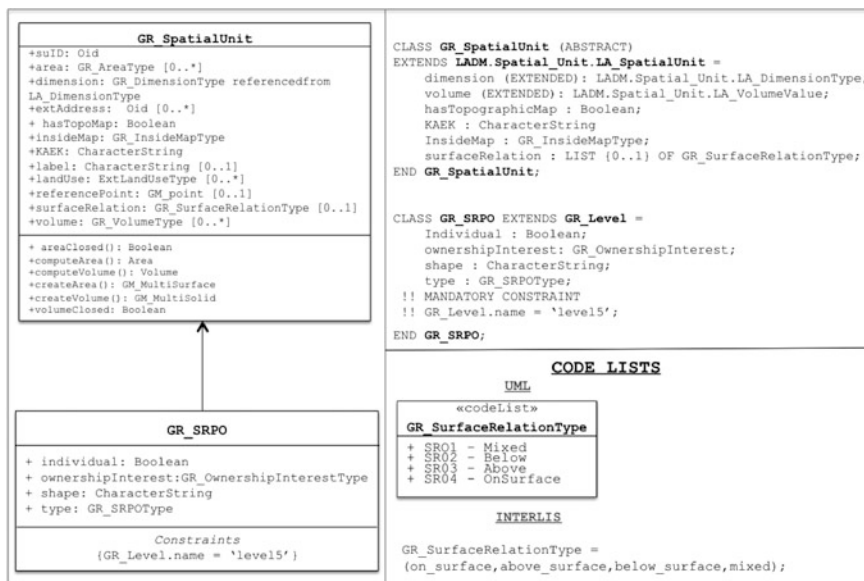 GR_SpatialUnit
+suID: Oid
+area: GR_AreaType [0..*]
+dimension: GR_DimensionType referencedfrom
LA_DimensionType
+extAddress: Oid [0..*]
+ hasTopoMap: Boolean
+insideMap: GR_InsideMapType
+KAEK: CharacterString
+label: CharacterString [0..1]
+landUse: ExtLandUseType [0..*]
+referencePoint: GM_point [0..1]
+surfaceRelation: GR_SurfaceRelationType [0..1]
+volume: GR_VolumeType [0..*]
+ areaClosed(): Boolean
+computeArea(): Area
+computeVolume(): Volume
+createArea(): GM_MultiSurface
+createVolume(): GM_MultiSolid
+volumeClosed: Boolean
GR_SRPO
+ individual: Boolean
+ ownershipInterest:GR_OwnershipInterestType
+ shape: CharacterString
+ type: GR_SRPOType
Constraints
{GR_Level.name = ‘level5’}
CLASS GR_SpatialUnit (ABSTRACT)
EXTENDS LADM.Spatial_Unit.LA_SpatialUnit =
dimension (EXTENDED): LADM.Spatial_Unit.LA_DimensionType;
volume (EXTENDED): LADM.Spatial_Unit.LA_VolumeValue;
hasTopographicMap : Boolean;
KAEK : CharacterString
InsideMap : GR_InsideMapType;
surfaceRelation : LIST {0..1} OF GR_SurfaceRelationType;
END GR_SpatialUnit;
CLASS GR_SRPO EXTENDS GR_Level =
Individual : Boolean;
ownershipInterest: GR_OwnershipInterest;
shape : CharacterString;
type : GR_SRPOType;
!! MANDATORY CONSTRAINT
!! GR_Level.name = ‘level5’;
END GR_SRPO;
CODE LISTS
UML
«codeList»
GR_SurfaceRelationType
+ SR01 - Mixed
+ SR02 - Below
+ SR03 - Above
+ SR04 - OnSurface
INTERLIS
GR_SurfaceRelationType =
(on_surface,above_surface,below_surface,mixed);